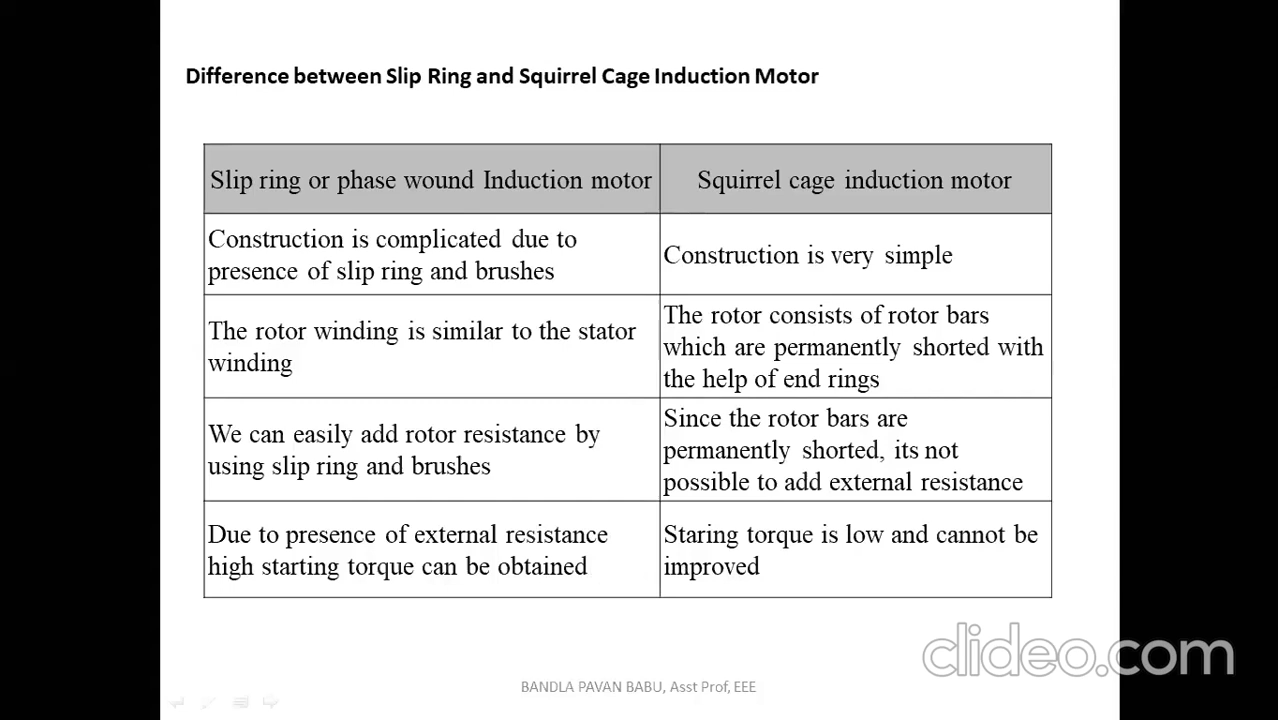 Difference between Slip Ring and Squirrel Cage Induction Motor
Slip ring or phase wound Induction motor
Squirrel cage induction motor
Construction is complicated due to
presence of slip ring and brushes
Construction is very simple
The rotor winding is similar to the stator
winding
The rotor consists of rotor bars
which are permanently shorted with
the help of end rings
We can easily add rotor resistance by
using slip ring and brushes
Since the rotor bars are
permanently shorted, its not
possible to add external resistance
Due to presence of external resistance
high starting torque can be obtained
Staring torque is low and cannot be
improved
clideo.com
BANDLA PAVAN BABU, Asst Prof, EEE